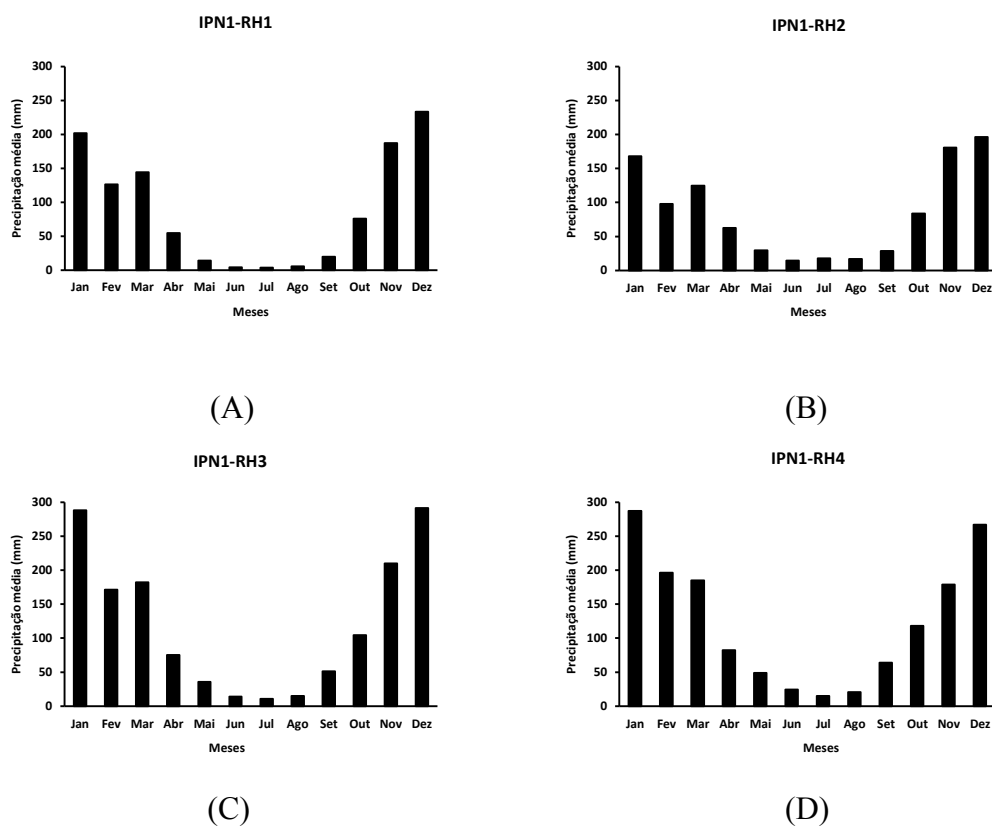 IPN1-RH1
Precipitação média (mm)
300
250
200
150
100
50
0
Jan Fev Mar Abr Mai Jun Jul Ago Set Out Nov Dez
Meses
(A)
IPN1-RH2
Precipitação média (mm)
300
250
200
150
100
50
0
Jan Fev Mar Abr Mai Jun Jul Ago Set Out Nov Dez
Meses
(B)
IPN1-RH3
Precipitação média (mm)
300
250
200
150
100
50
0
Jan Fev Mar Abr Mai Jun Jul Ago Set Out Nov Dez
Meses
(C)
IPN1-RH4
Precipitação média (mm)
300
250
200
150
100
50
0
Jan Fev Mar Abr Mai Jun Jul Ago Set Out Nov Dez
Meses
(D)